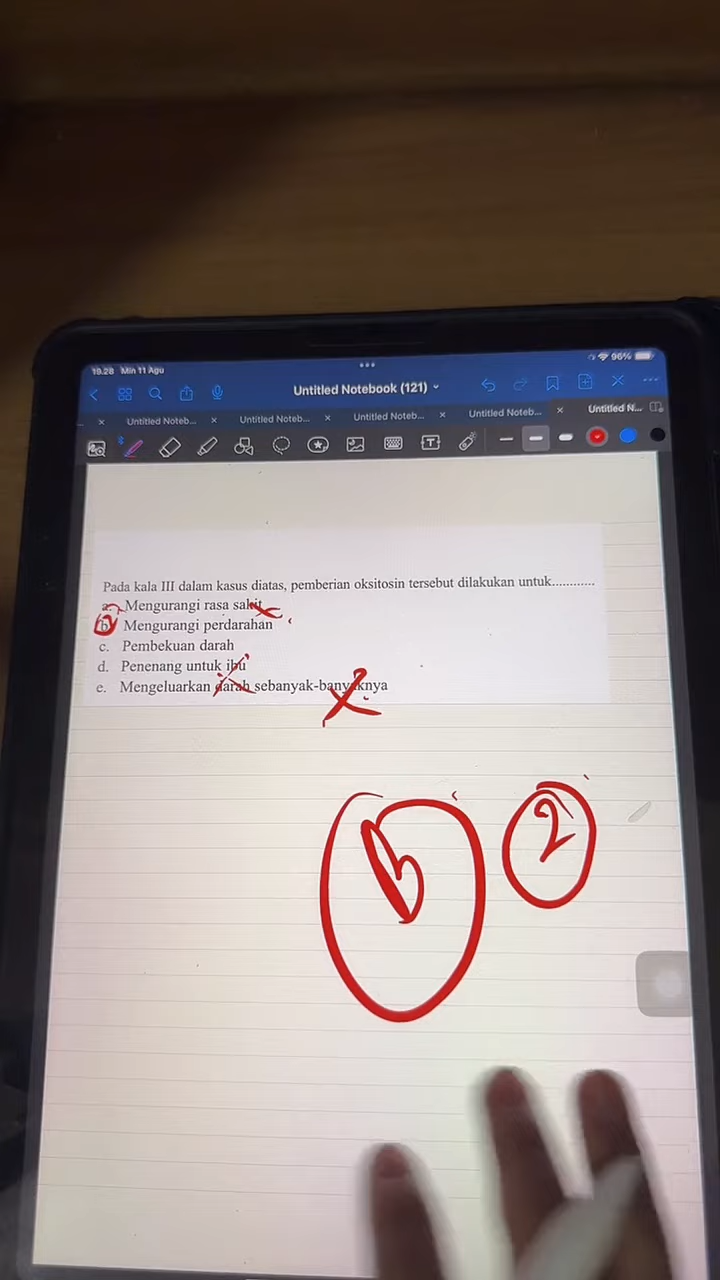 19.28 Min 11 Agu
96%
Untitled Notebook (121)
Untitled Noteb... Untitled Noteb... Untitled Noteb... Untitled Noteb... Untitled N...
Pada kala III dalam kasus diatas, pemberian oksitosin tersebut dilakukan untuk............
a. Mengurangi rasa sakit
b. Mengurangi perdarahan
c. Pembekuan darah
d. Penenang untuk ibu
e. Mengeluarkan darah sebanyak-banyaknya
b 2